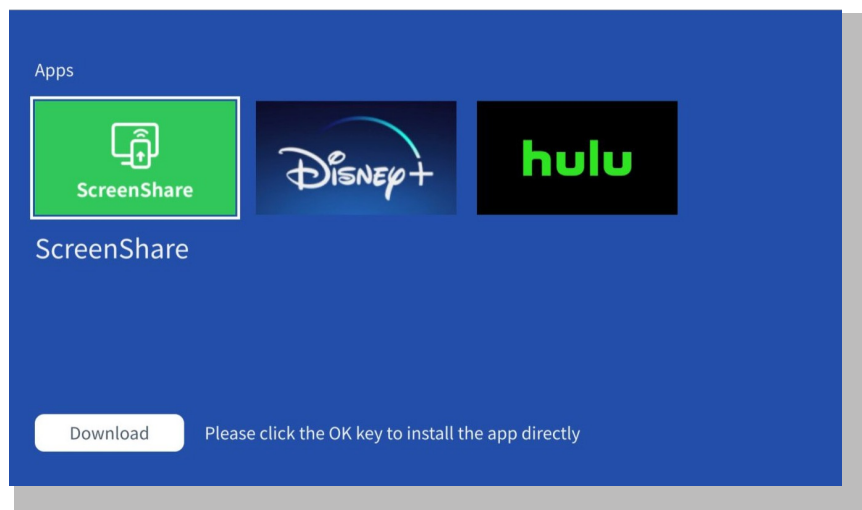 Apps
ScreenShare
Disney+
hulu
ScreenShare
Download
Please click the OK key to install the app directly